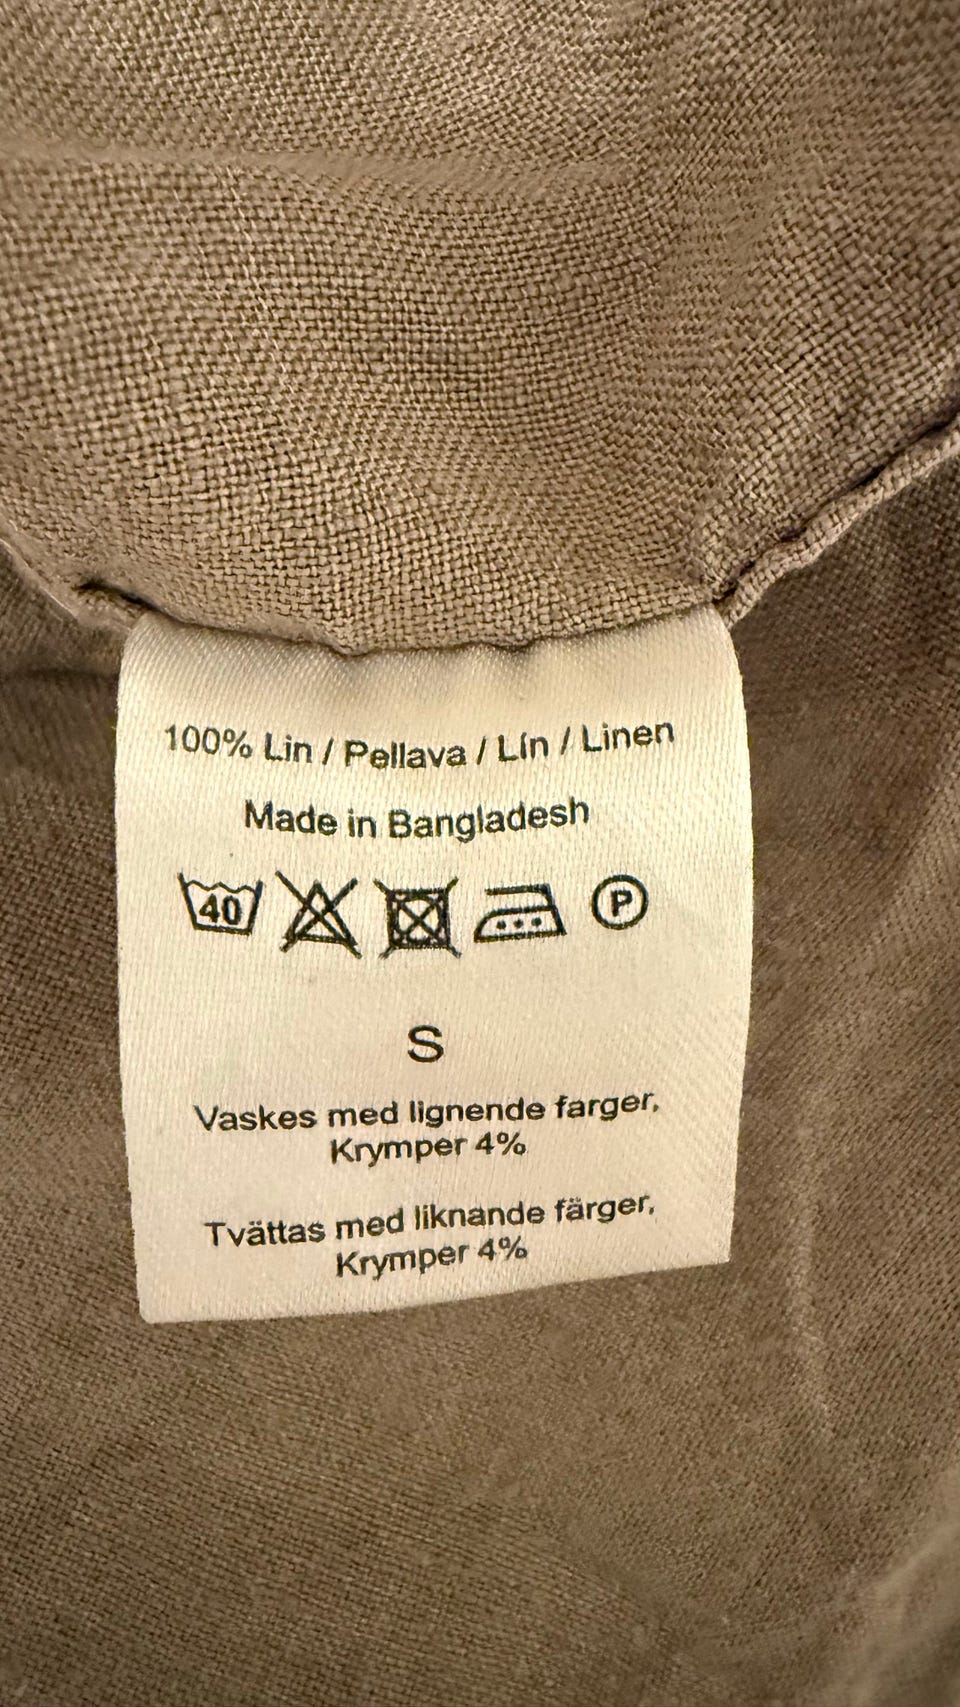 100% Lin / Pellava / Lín / Linen
Made in Bangladesh
40 P
S
Vaskes med lignende farger,
Krymper 4%
Tvättas med liknande färger,
Krymper 4%